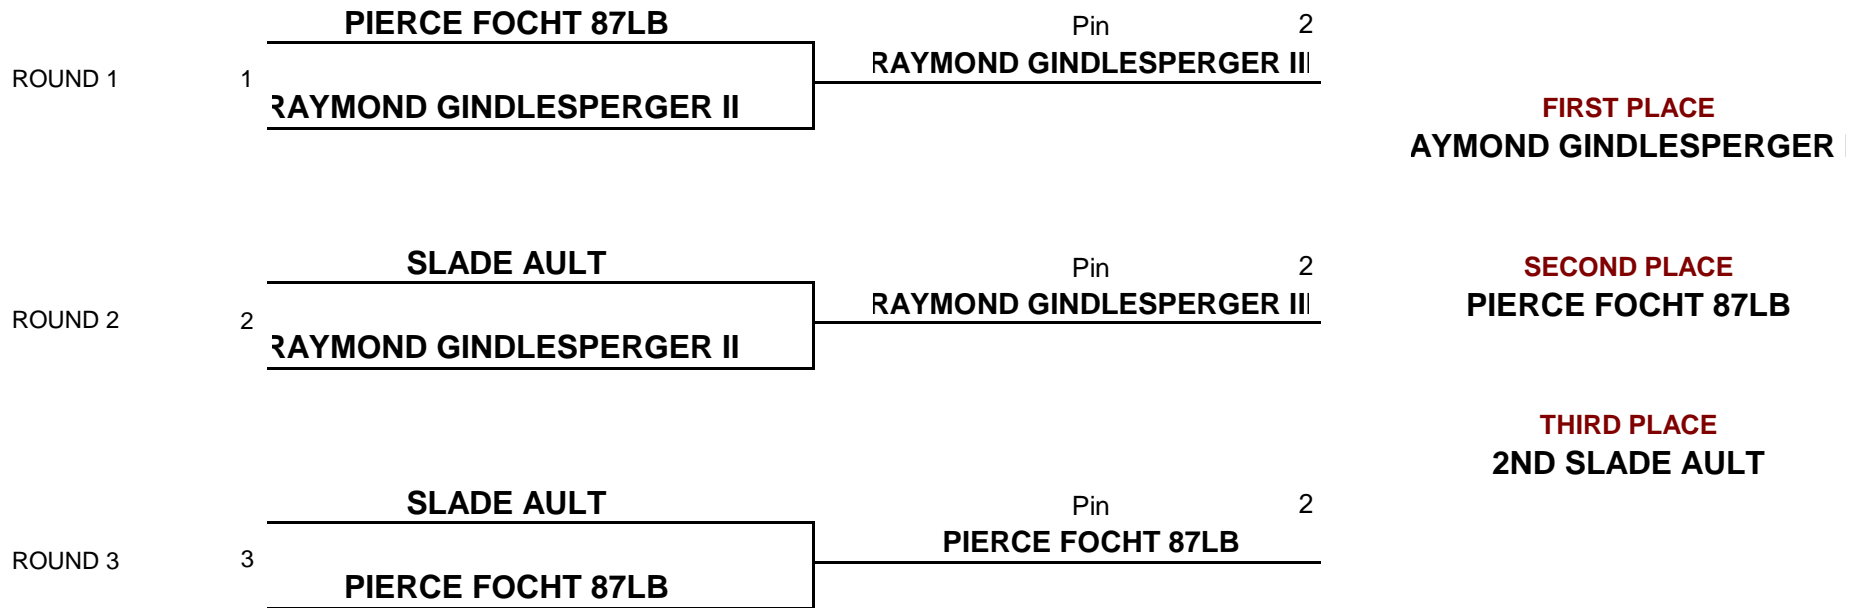 PIERCE FOCHT 87LB
Pin 2
RAYMOND GINDLESPERGER III
ROUND 1 1
RAYMOND GINDLESPERGER II
FIRST PLACE
AYMOND GINDLESPERGER
SLADE AULT
Pin 2
SECOND PLACE
RAYMOND GINDLESPERGER III
PIERCE FOCHT 87LB
ROUND 2 2
RAYMOND GINDLESPERGER II
THIRD PLACE
2ND SLADE AULT
SLADE AULT
Pin 2
PIERCE FOCHT 87LB
ROUND 3 3
PIERCE FOCHT 87LB